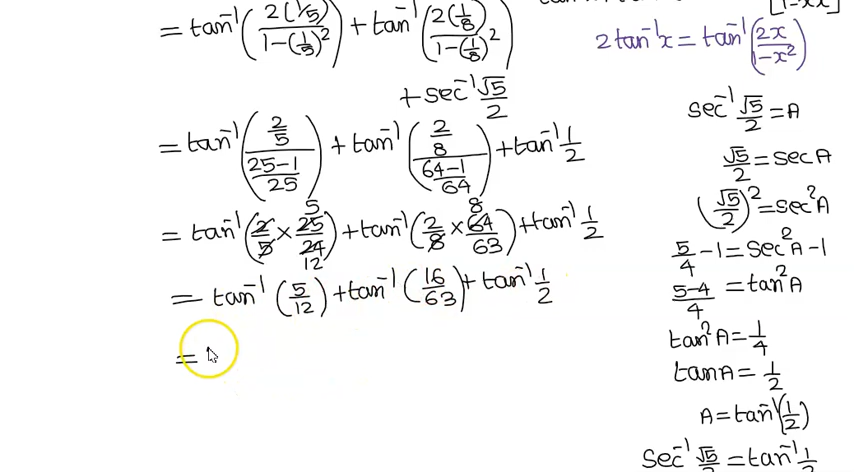 = tan⁻¹(2(1/5)/(1-(1/5)²)) + tan⁻¹(2(1/8)/(1-(1/8)²))
+ sec⁻¹ √5/2
= tan⁻¹((2/5)/((25-1)/25)) + tan⁻¹((2/8)/((64-1)/64)) + tan⁻¹ 1/2
= tan⁻¹(2/5 × 25/24) + tan⁻¹(2/8 × 64/63) + tan⁻¹ 1/2
5
12
8
= tan⁻¹(5/12) + tan⁻¹(16/63) + tan⁻¹ 1/2
=
2tan⁻¹x = tan⁻¹(2x/(1-x²))
sec⁻¹ √5/2 = A
√5/2 = sec A
(√5/2)² = sec²A
5/4 - 1 = sec²A - 1
(5-4)/4 = tan²A
tan²A = 1/4
tanA = 1/2
A = tan⁻¹(1/2)
sec⁻¹ √5/2 = tan⁻¹ 1/2